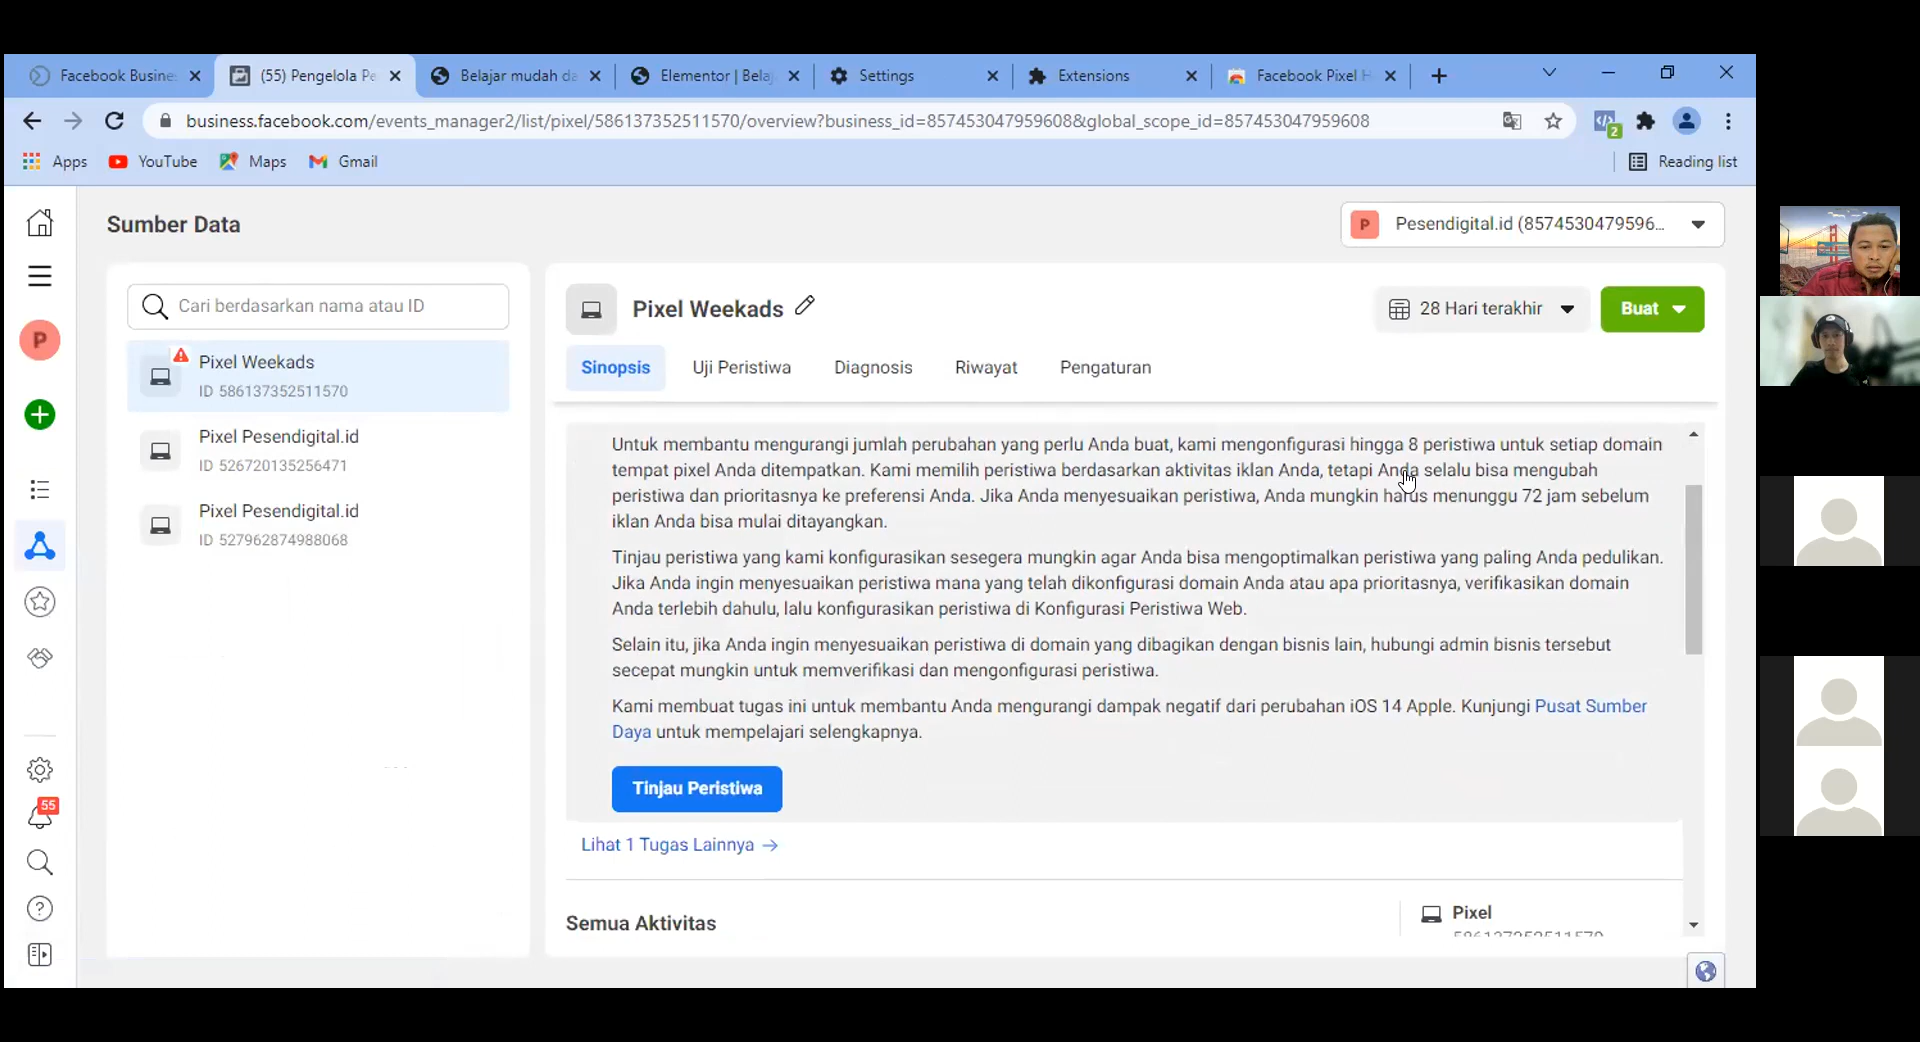 Facebook Busine
(55) Pengelola Pe
Belajar mudah da
Elementor | Bela
Settings
Extensions
Facebook Pixel H
business.facebook.com/events_manager2/list/pixel/586137352511570/overview?business_id=857453047959608&global_scope_id=857453047959608
2
Apps
YouTube
Maps
Gmail
Reading list
Sumber Data
P
Pesendigital.id (8574530479596...
P
Cari berdasarkan nama atau ID
Pixel Weekads
ID 586137352511570
Pixel Pesendigital.id
ID 526720135256471
Pixel Pesendigital.id
ID 527962874988068
55
Pixel Weekads
28 Hari terakhir
Buat
Sinopsis
Uji Peristiwa
Diagnosis
Riwayat
Pengaturan
Untuk membantu mengurangi jumlah perubahan yang perlu Anda buat, kami mengonfigurasi hingga 8 peristiwa untuk setiap domain
tempat pixel Anda ditempatkan. Kami memilih peristiwa berdasarkan aktivitas iklan Anda, tetapi Anda selalu bisa mengubah
peristiwa dan prioritasnya ke preferensi Anda. Jika Anda menyesuaikan peristiwa, Anda mungkin harus menunggu 72 jam sebelum
iklan Anda bisa mulai ditayangkan.
Tinjau peristiwa yang kami konfigurasikan sesegera mungkin agar Anda bisa mengoptimalkan peristiwa yang paling Anda pedulikan.
Jika Anda ingin menyesuaikan peristiwa mana yang telah dikonfigurasi domain Anda atau apa prioritasnya, verifikasikan domain
Anda terlebih dahulu, lalu konfigurasikan peristiwa di Konfigurasi Peristiwa Web.
Selain itu, jika Anda ingin menyesuaikan peristiwa di domain yang dibagikan dengan bisnis lain, hubungi admin bisnis tersebut
secepat mungkin untuk memverifikasi dan mengonfigurasi peristiwa.
Kami membuat tugas ini untuk membantu Anda mengurangi dampak negatif dari perubahan iOS 14 Apple. Kunjungi Pusat Sumber
Daya untuk mempelajari selengkapnya.
Tinjau Peristiwa
Lihat 1 Tugas Lainnya →
Semua Aktivitas
Pixel
586137352511570